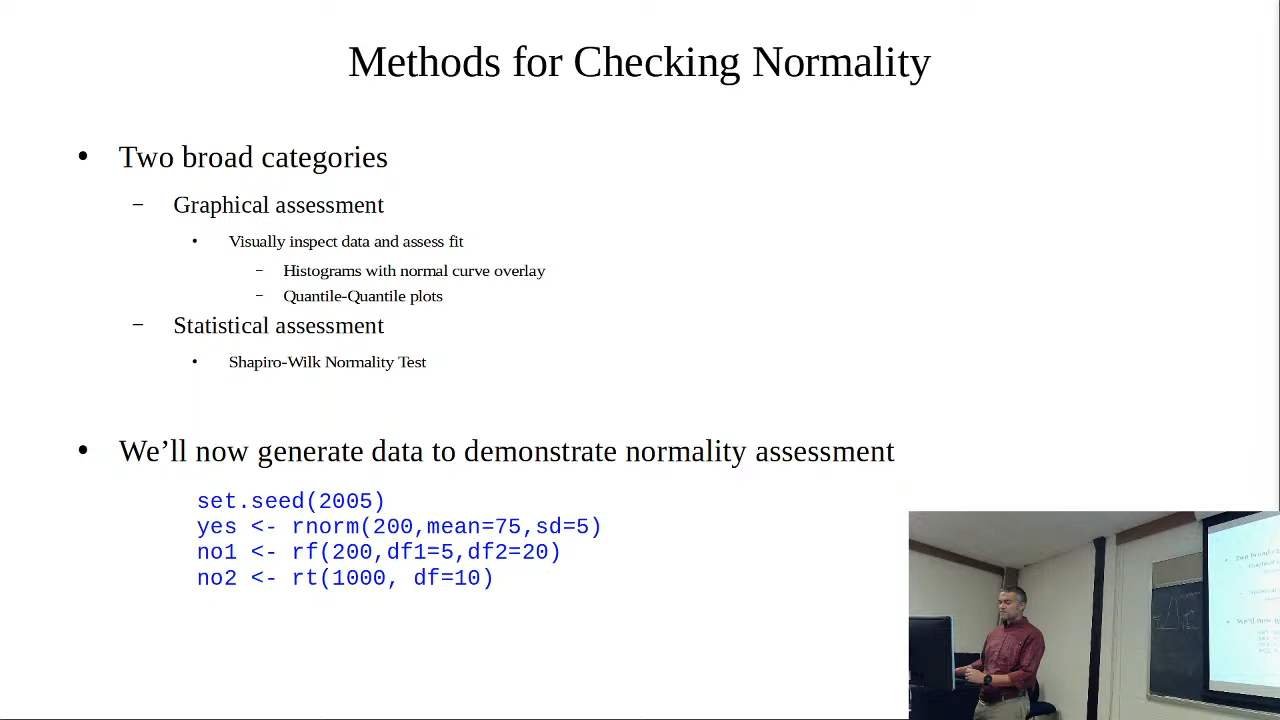 Methods for Checking Normality
• Two broad categories
– Graphical assessment
• Visually inspect data and assess fit
– Histograms with normal curve overlay
– Quantile-Quantile plots
– Statistical assessment
• Shapiro-Wilk Normality Test
• We’ll now generate data to demonstrate normality assessment
set.seed(2005)
yes <- rnorm(200,mean=75,sd=5)
no1 <- rf(200,df1=5,df2=20)
no2 <- rt(1000, df=10)